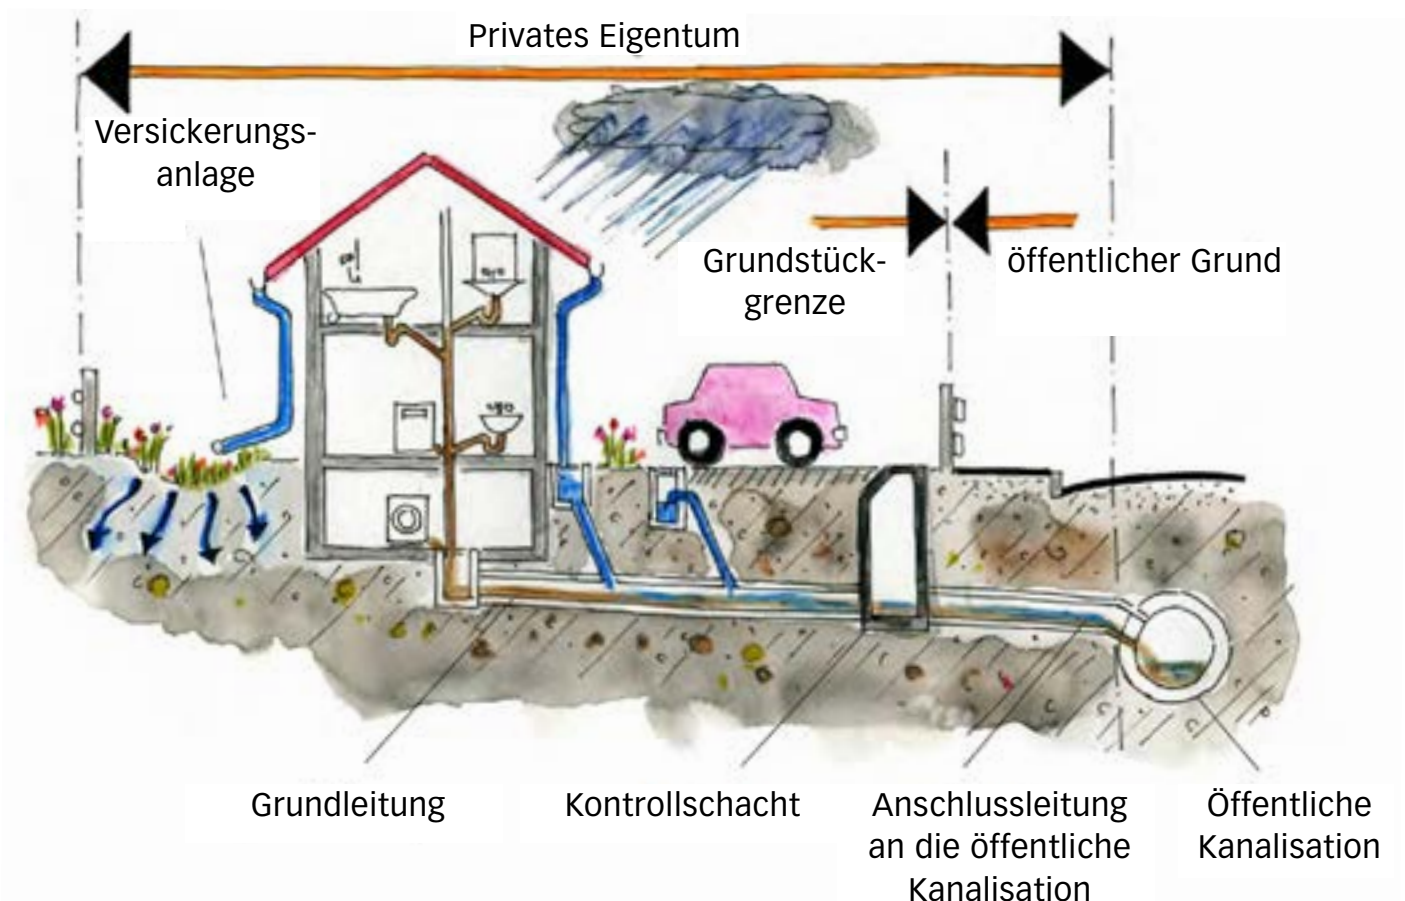 Privates Eigentum
Versickerungs-
anlage
Grundstück-
grenze
öffentlicher Grund
Grundleitung
Kontrollschacht
Anschlussleitung
an die öffentliche
Kanalisation
Öffentliche
Kanalisation